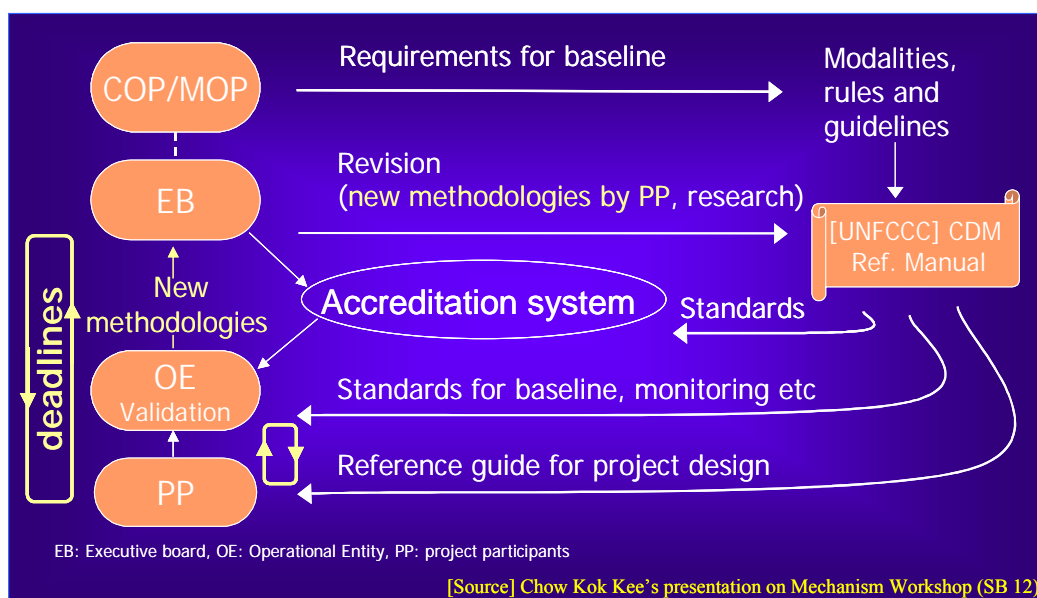 COP/MOP
Requirements for baseline
Modalities,
rules and
guidelines
EB
Revision
(new methodologies by PP, research)
[UNFCCC] CDM
Ref. Manual
New
methodologies
Accreditation system
Standards
deadlines
OE
Validation
Standards for baseline, monitoring etc
PP
Reference guide for project design
EB: Executive board, OE: Operational Entity, PP: project participants
[Source] Chow Kok Kee's presentation on Mechanism Workshop (SB 12)